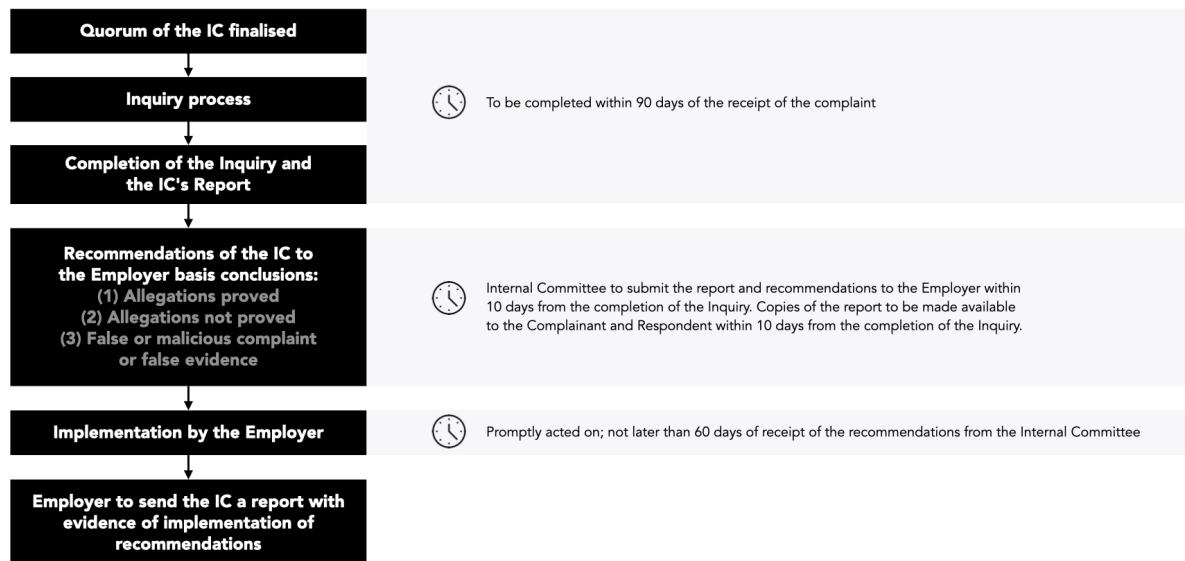 Quorum of the IC finalised
Inquiry process
To be completed within 90 days of the receipt of the complaint
Completion of the Inquiry and
the IC's Report
Recommendations of the IC to
the Employer basis conclusions:
(1) Allegations proved
(2) Allegations not proved
(3) False or malicious complaint
or false evidence
Internal Committee to submit the report and recommendations to the Employer within
10 days from the completion of the Inquiry. Copies of the report to be made available
to the Complainant and Respondent within 10 days from the completion of the Inquiry.
Implementation by the Employer
Promptly acted on; not later than 60 days of receipt of the recommendations from the Internal Committee
Employer to send the IC a report with
evidence of implementation of
recommendations